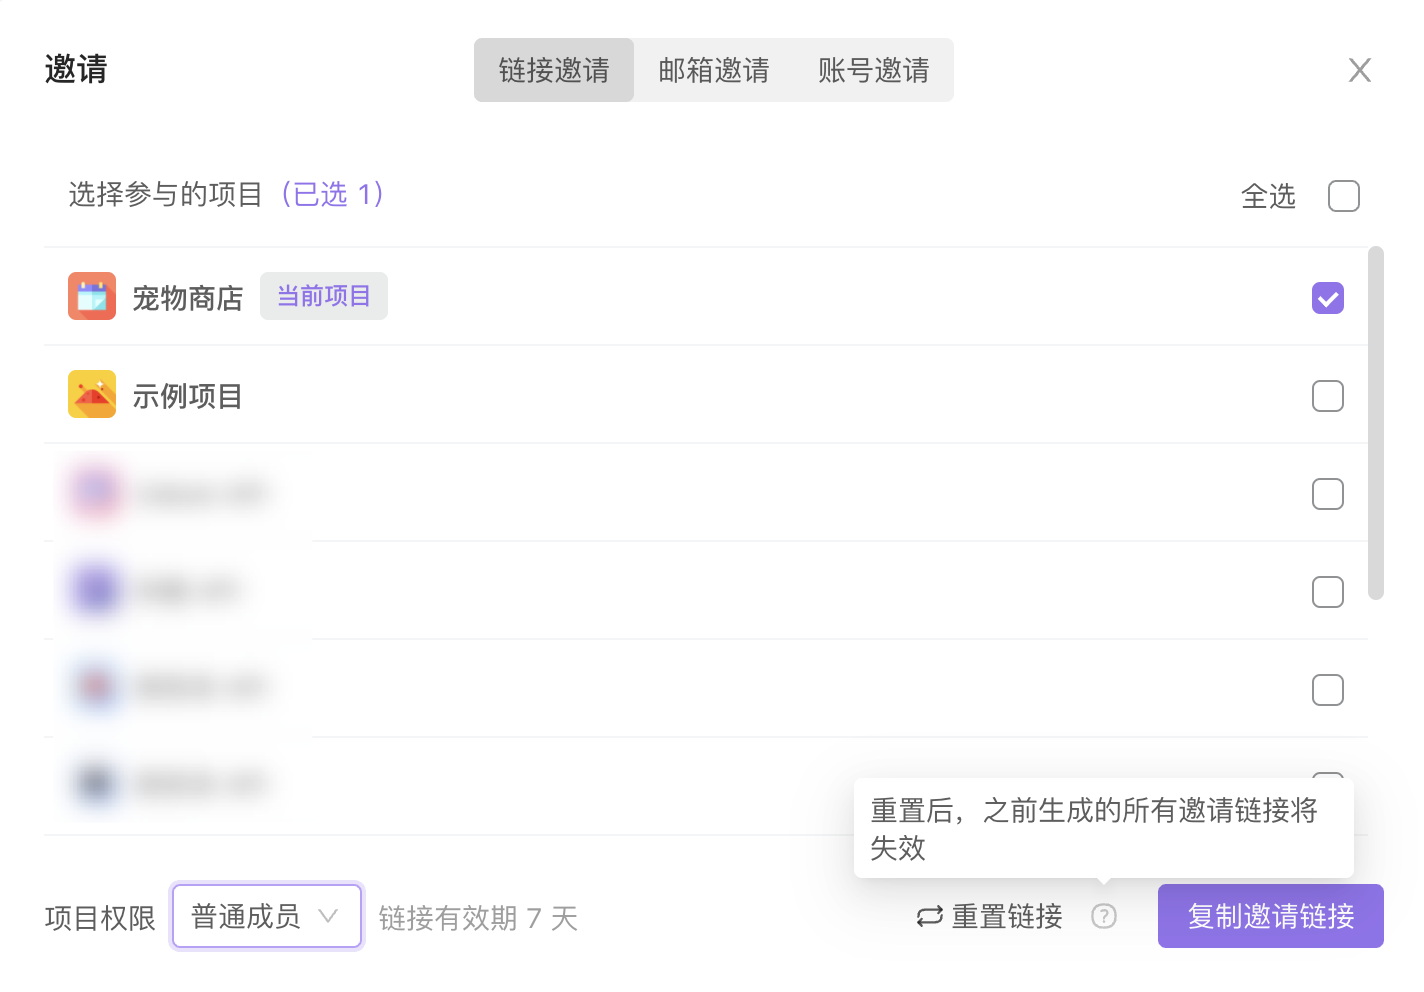 邀请
链接邀请 邮箱邀请 账号邀请
选择参与的项目（已选 1）
全选
宠物商店 当前项目
示例项目
重置后，之前生成的所有邀请链接将
失效
项目权限 普通成员 链接有效期 7 天 重置链接 ? 复制邀请链接